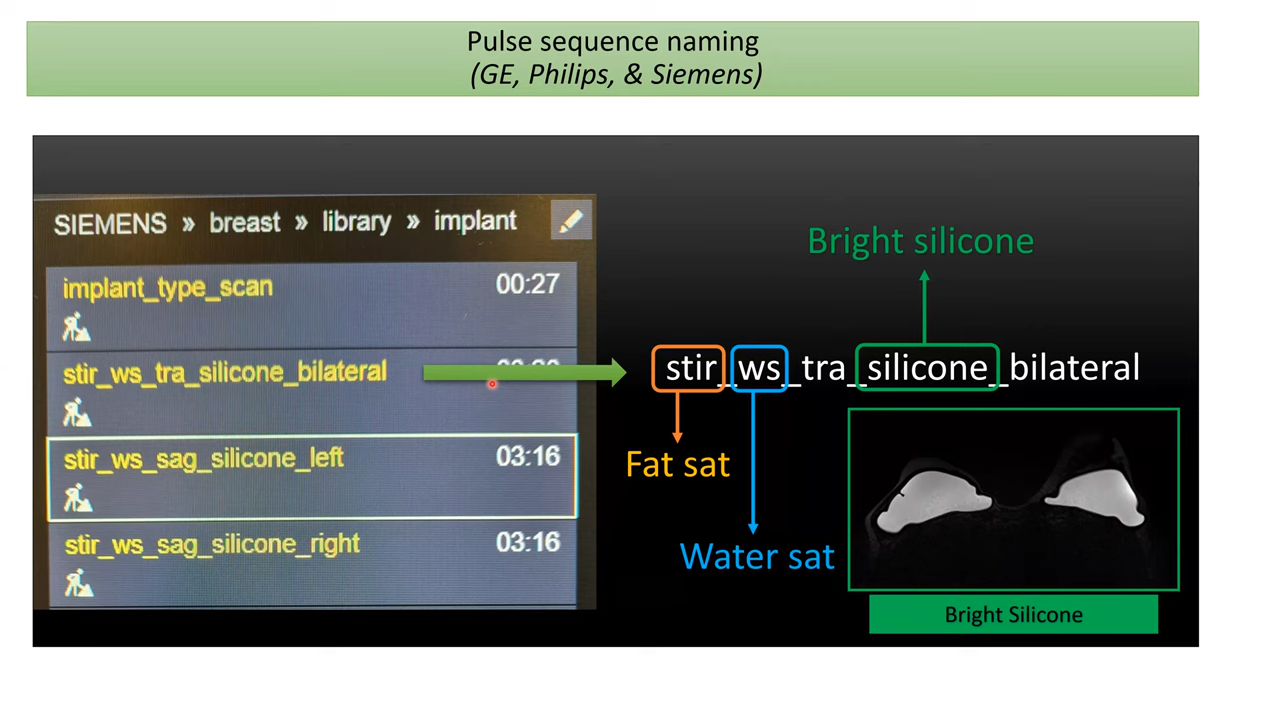 Pulse sequence naming
(GE, Philips, & Siemens)
SIEMENS » breast » library » implant
implant_type_scan 00:27
stir_ws_tra_silicone_bilateral
stir_ws_sag_silicone_left 03:16
stir_ws_sag_silicone_right 03:16
Bright silicone
stir_ws_tra_silicone_bilateral
Fat sat
Water sat
Bright Silicone